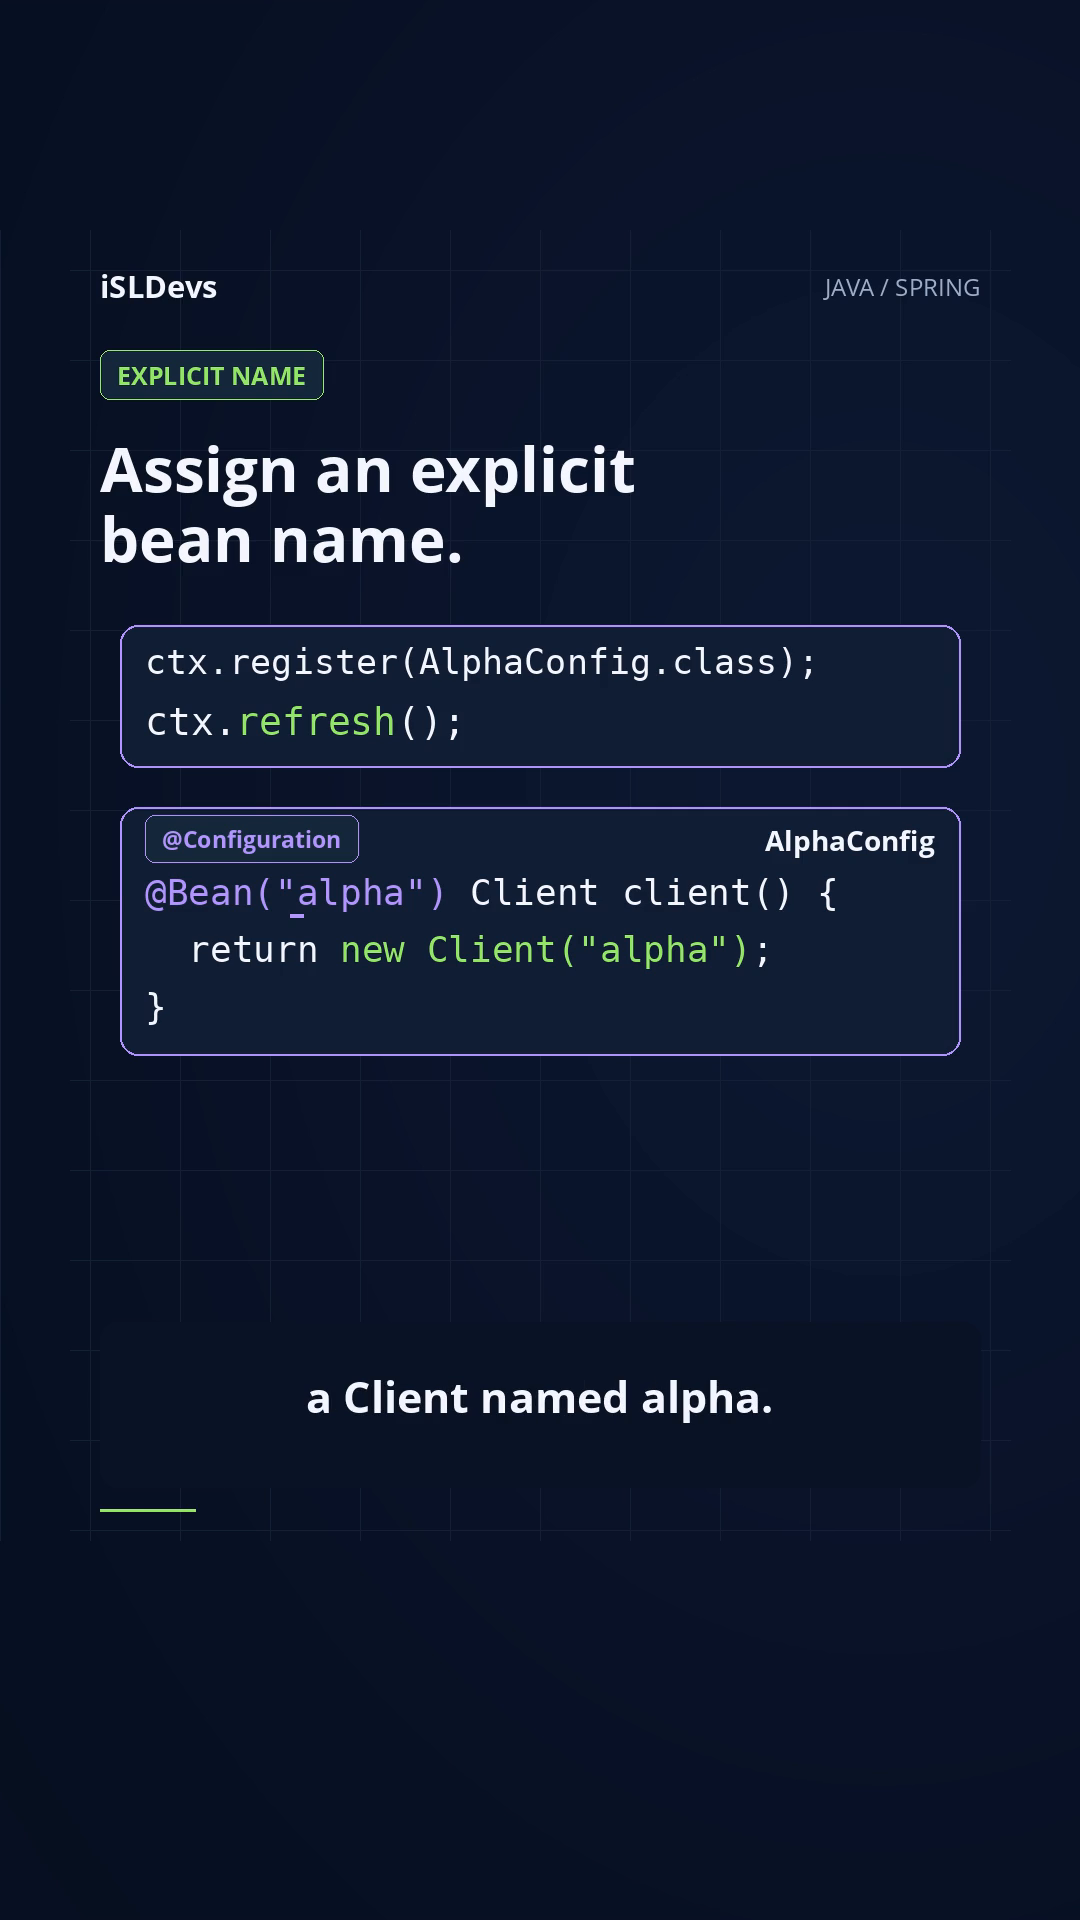 iSLDevs
JAVA / SPRING
EXPLICIT NAME
Assign an explicit
bean name.
ctx.register(AlphaConfig.class);
ctx.refresh();
@Configuration
AlphaConfig
@Bean("alpha") Client client() {
  return new Client("alpha");
}
a Client named alpha.